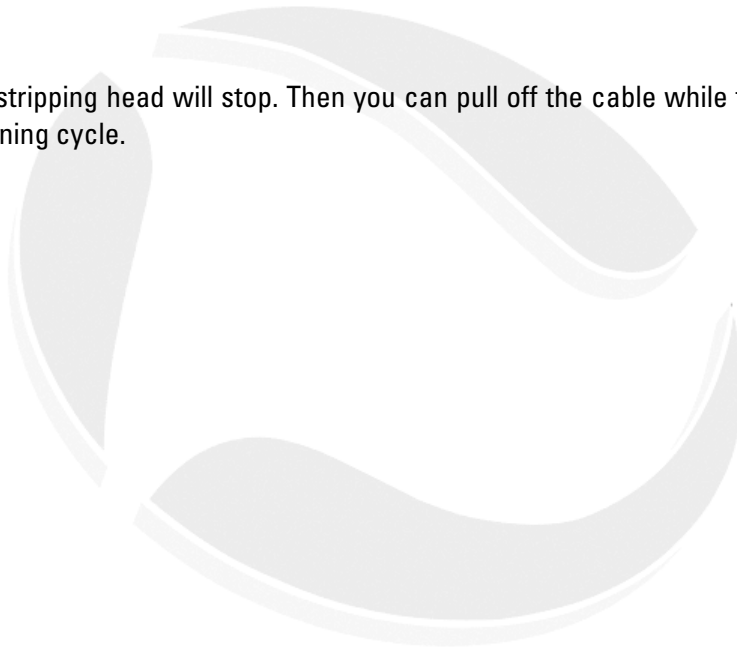 stripping head will stop. Then you can pull off the cable while
ning cycle.